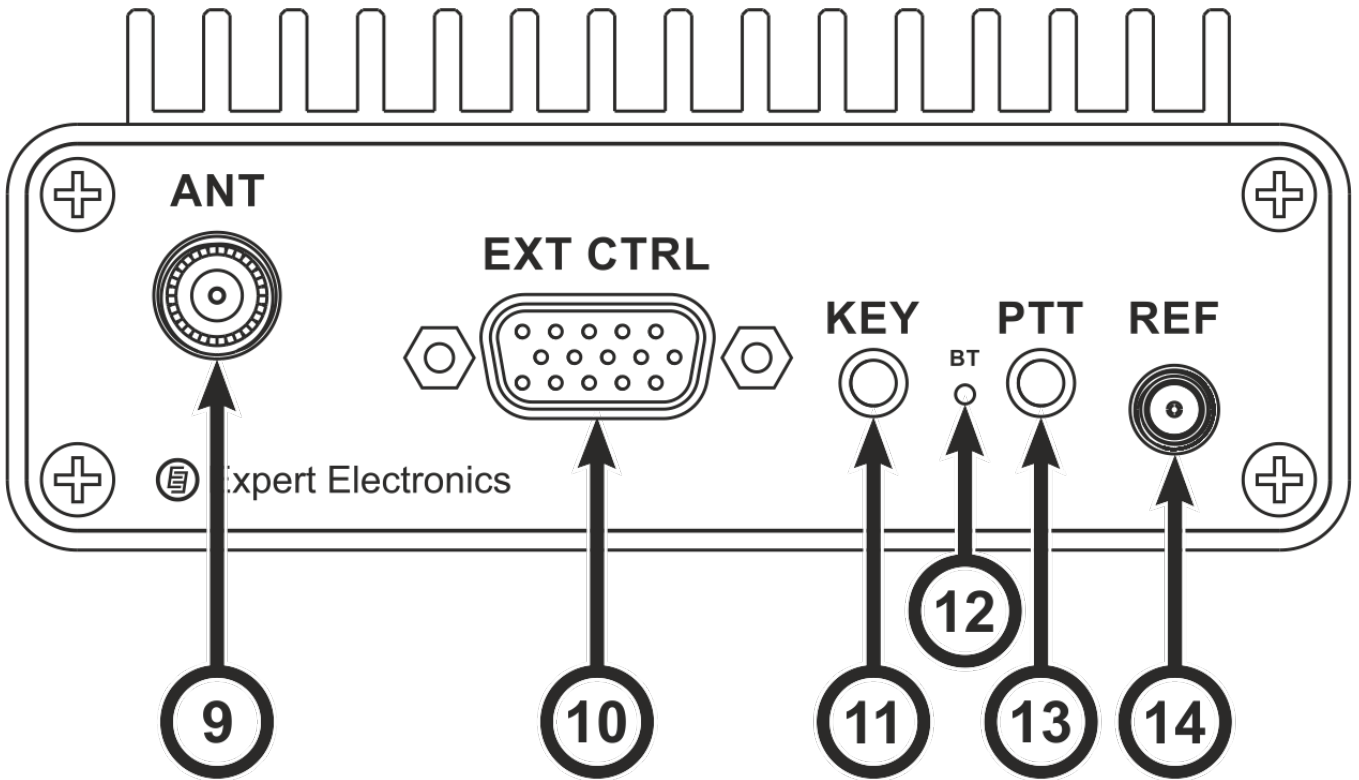 ANT
EXT CTRL
KEY
PTT
REF
BT
Expert Electronics
12
9
10
11
13
14